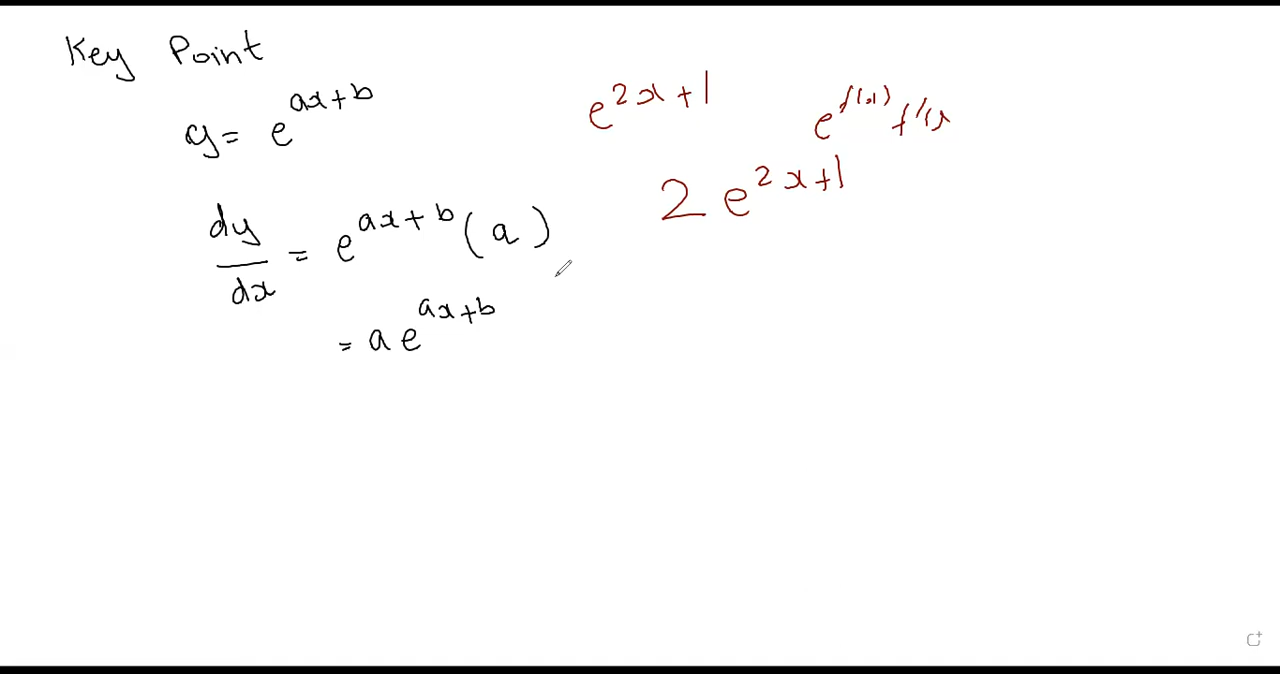 Key Point
y = e^{ax+b}
dy/dx = e^{ax+b} (a)
= a e^{ax+b}
e^{2x+1}
e^{f(x)} f'(x)
2 e^{2x+1}